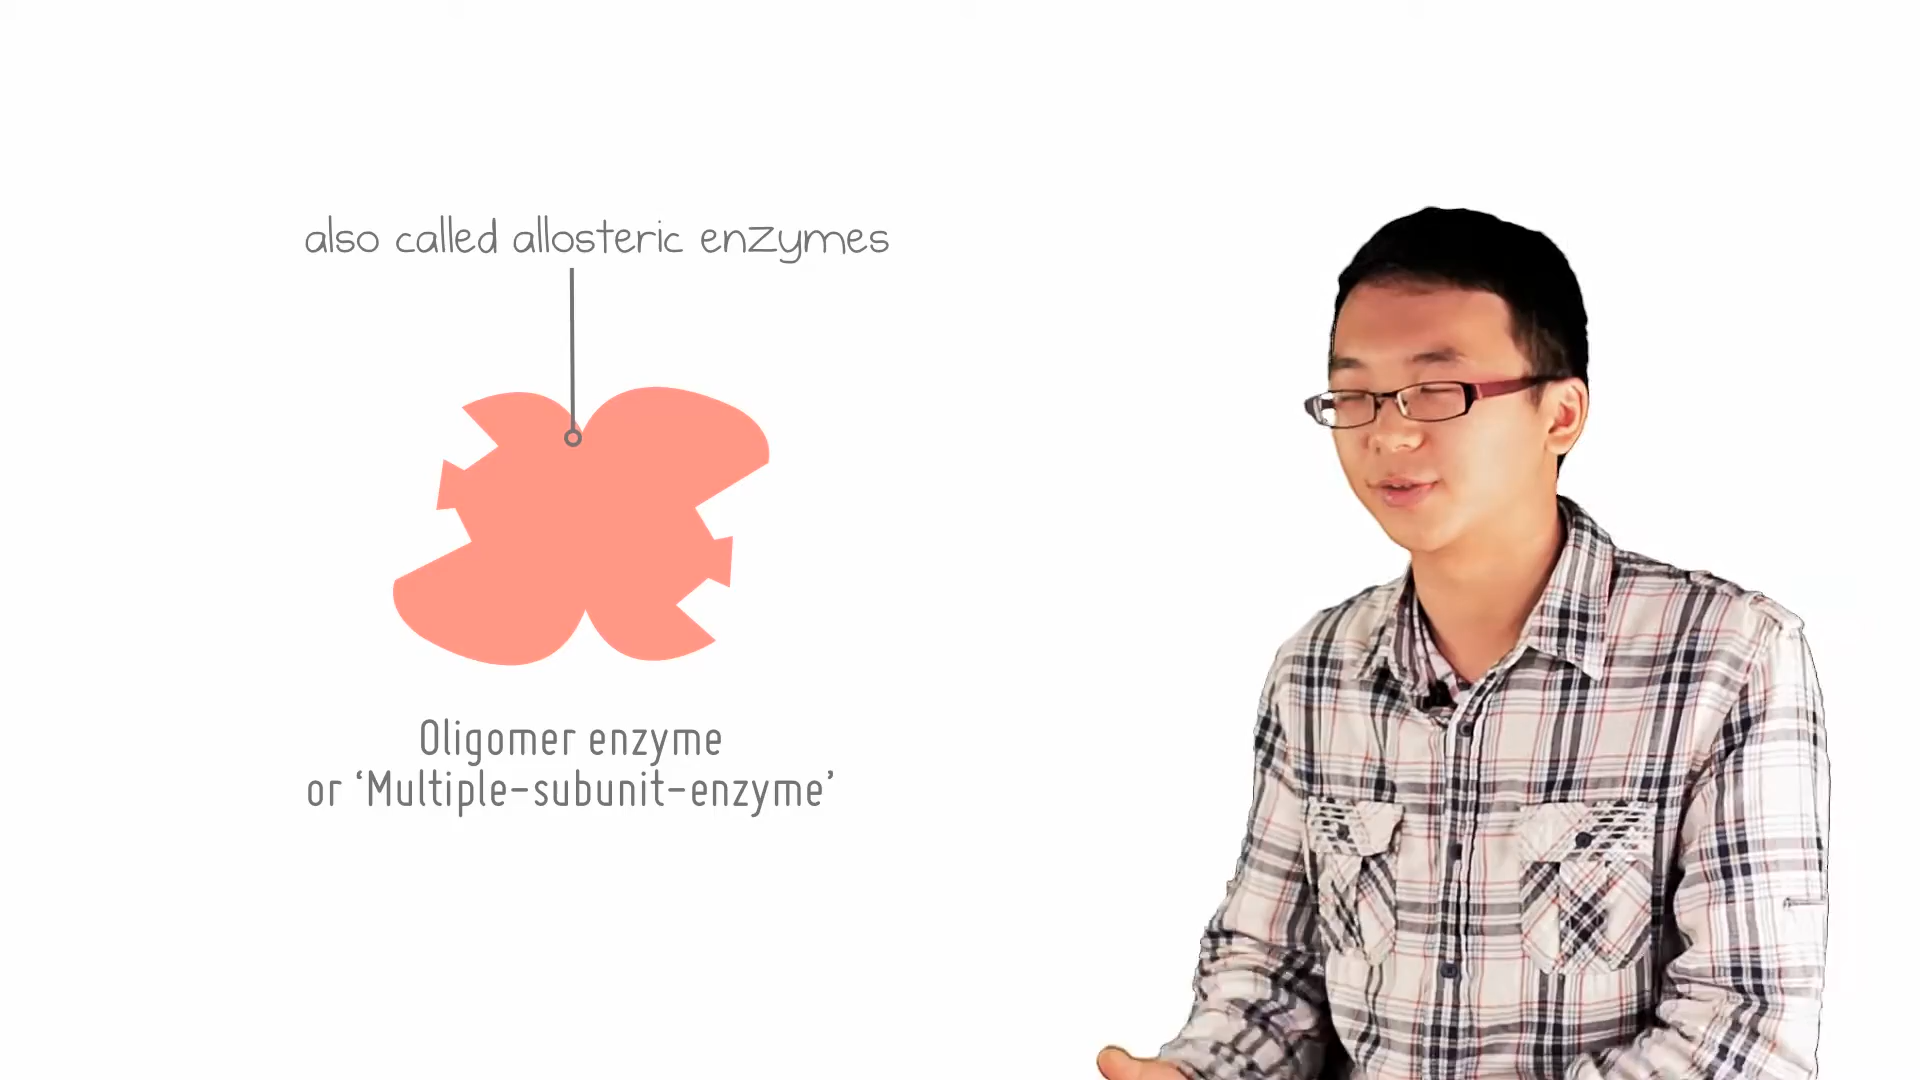 also called allosteric enzymes
Oligomer enzyme
or ‘Multiple-subunit-enzyme’